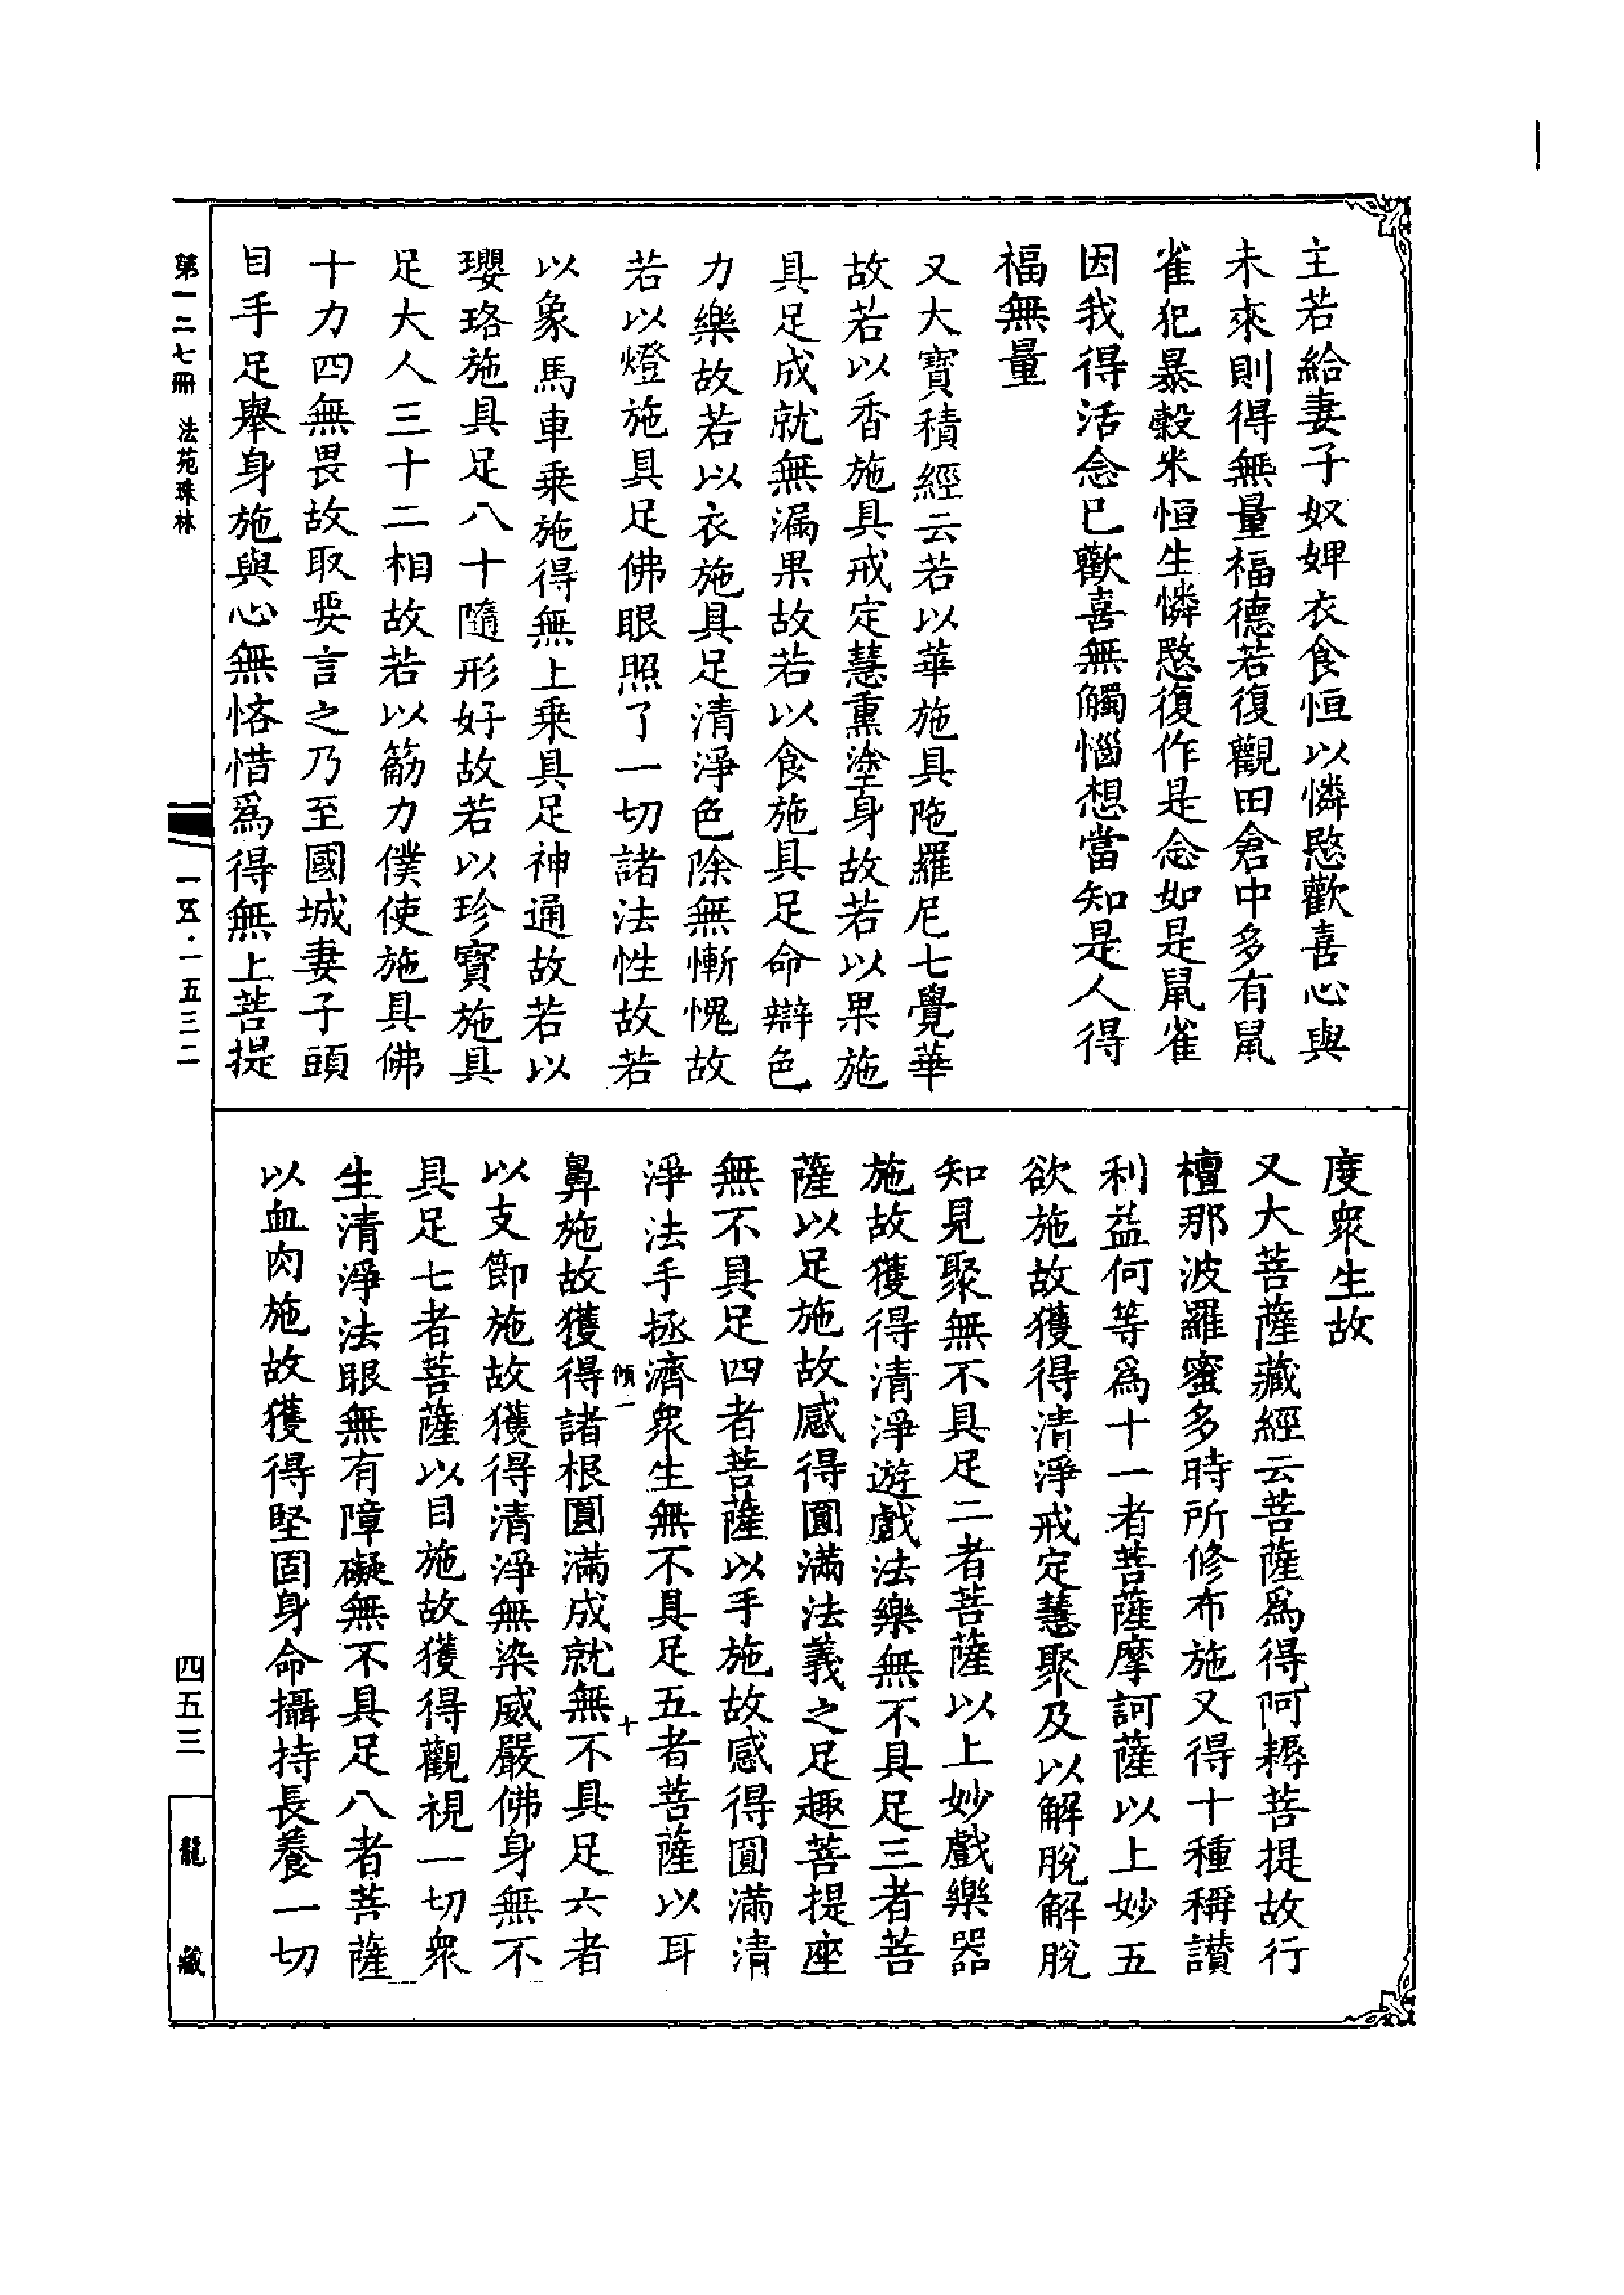 主若給妻子奴婢衣食恒以憐愍歡喜心與
未來則得無量福德若復觀田倉中多有鼠
雀犯暴穀米恒生憐愍復作是念如是鼠雀
因我得活念已歡喜無觸惱想當知是人得
福無量
又大寶積經云若以華施具陁羅尼七覺華
故若以香施具戒定慧熏塗身故若以果施
具足成就無漏果故若以食施具足命辯色
力樂故若以衣施具足清淨色除無慚愧故
若以燈施具足佛眼照了一切諸法性故若
以象馬車乘施得無上乘具足神通故若以
瓔珞施具足八十隨形好故若以珍寶施具
足大人三十二相故若以筋力僕使施具佛
十力四無畏故取要言之乃至國城妻子頭
目手足舉身施與心無悋惜爲得無上菩提
度衆生故
又大菩薩藏經云菩薩爲得阿耨菩提故行
檀那波羅蜜多時所修布施又得十種稱讚
利益何等爲十一者菩薩摩訶薩以上妙五
欲施故獲得清淨戒定慧聚及以解脫解脫
知見聚無不具足二者菩薩以上妙戲樂器
施故獲得清淨遊戲法樂無不具足三者菩
薩以足施故感得圓滿法義之足趣菩提座
無不具足四者菩薩以手施故感得圓滿清
淨法手拯濟衆生無不具足五者菩薩以耳
傾一 十
鼻施故獲得諸根圓滿成就無不具足六者
以支節施故獲得清淨無染威嚴佛身無不
具足七者菩薩以目施故獲得觀視一切衆
生清淨法眼無有障礙無不具足八者菩薩
以血肉施故獲得堅固身命攝持長養一切
第一二七冊 法苑珠林
一五·一五三二
四五三
龍藏